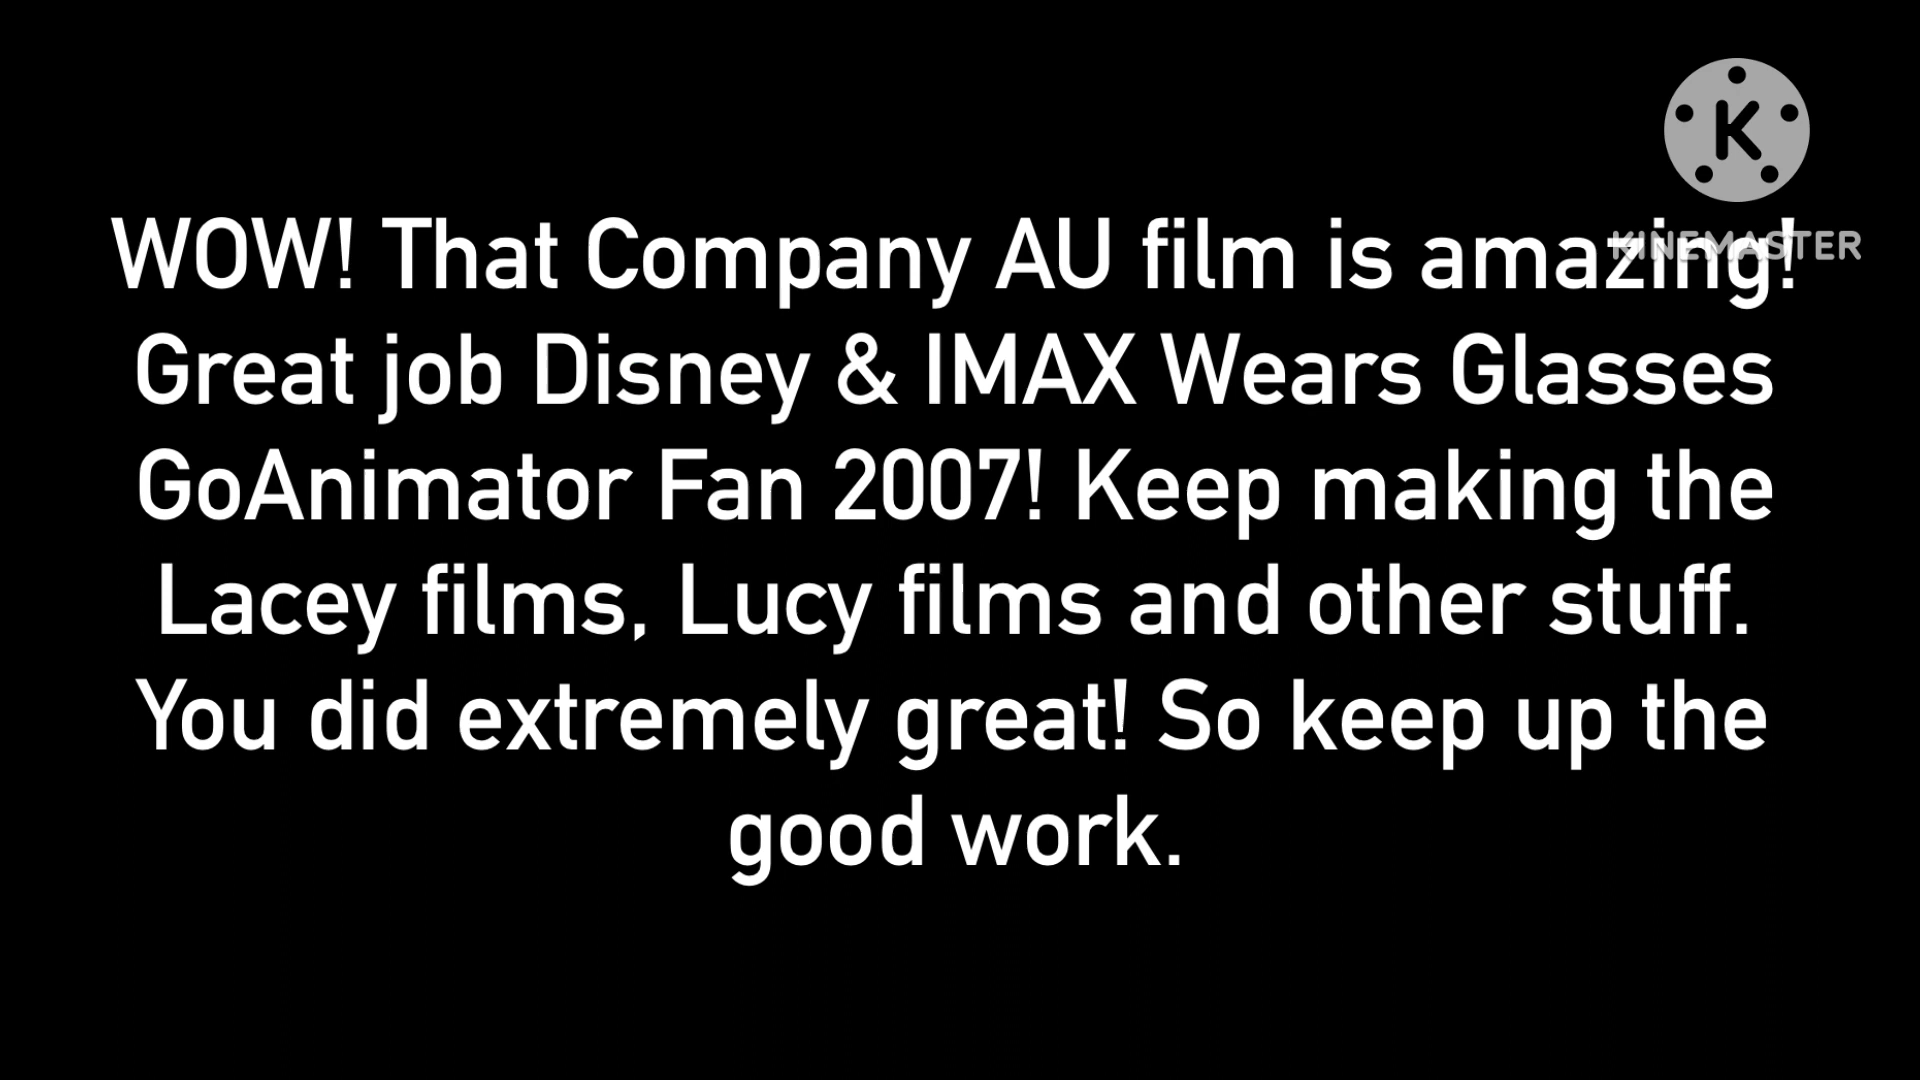 K
KINEMASTER
WOW! That Company AU film is amazing!
Great job Disney & IMAX Wears Glasses
GoAnimator Fan 2007! Keep making the
Lacey films, Lucy films and other stuff.
You did extremely great! So keep up the
good work.